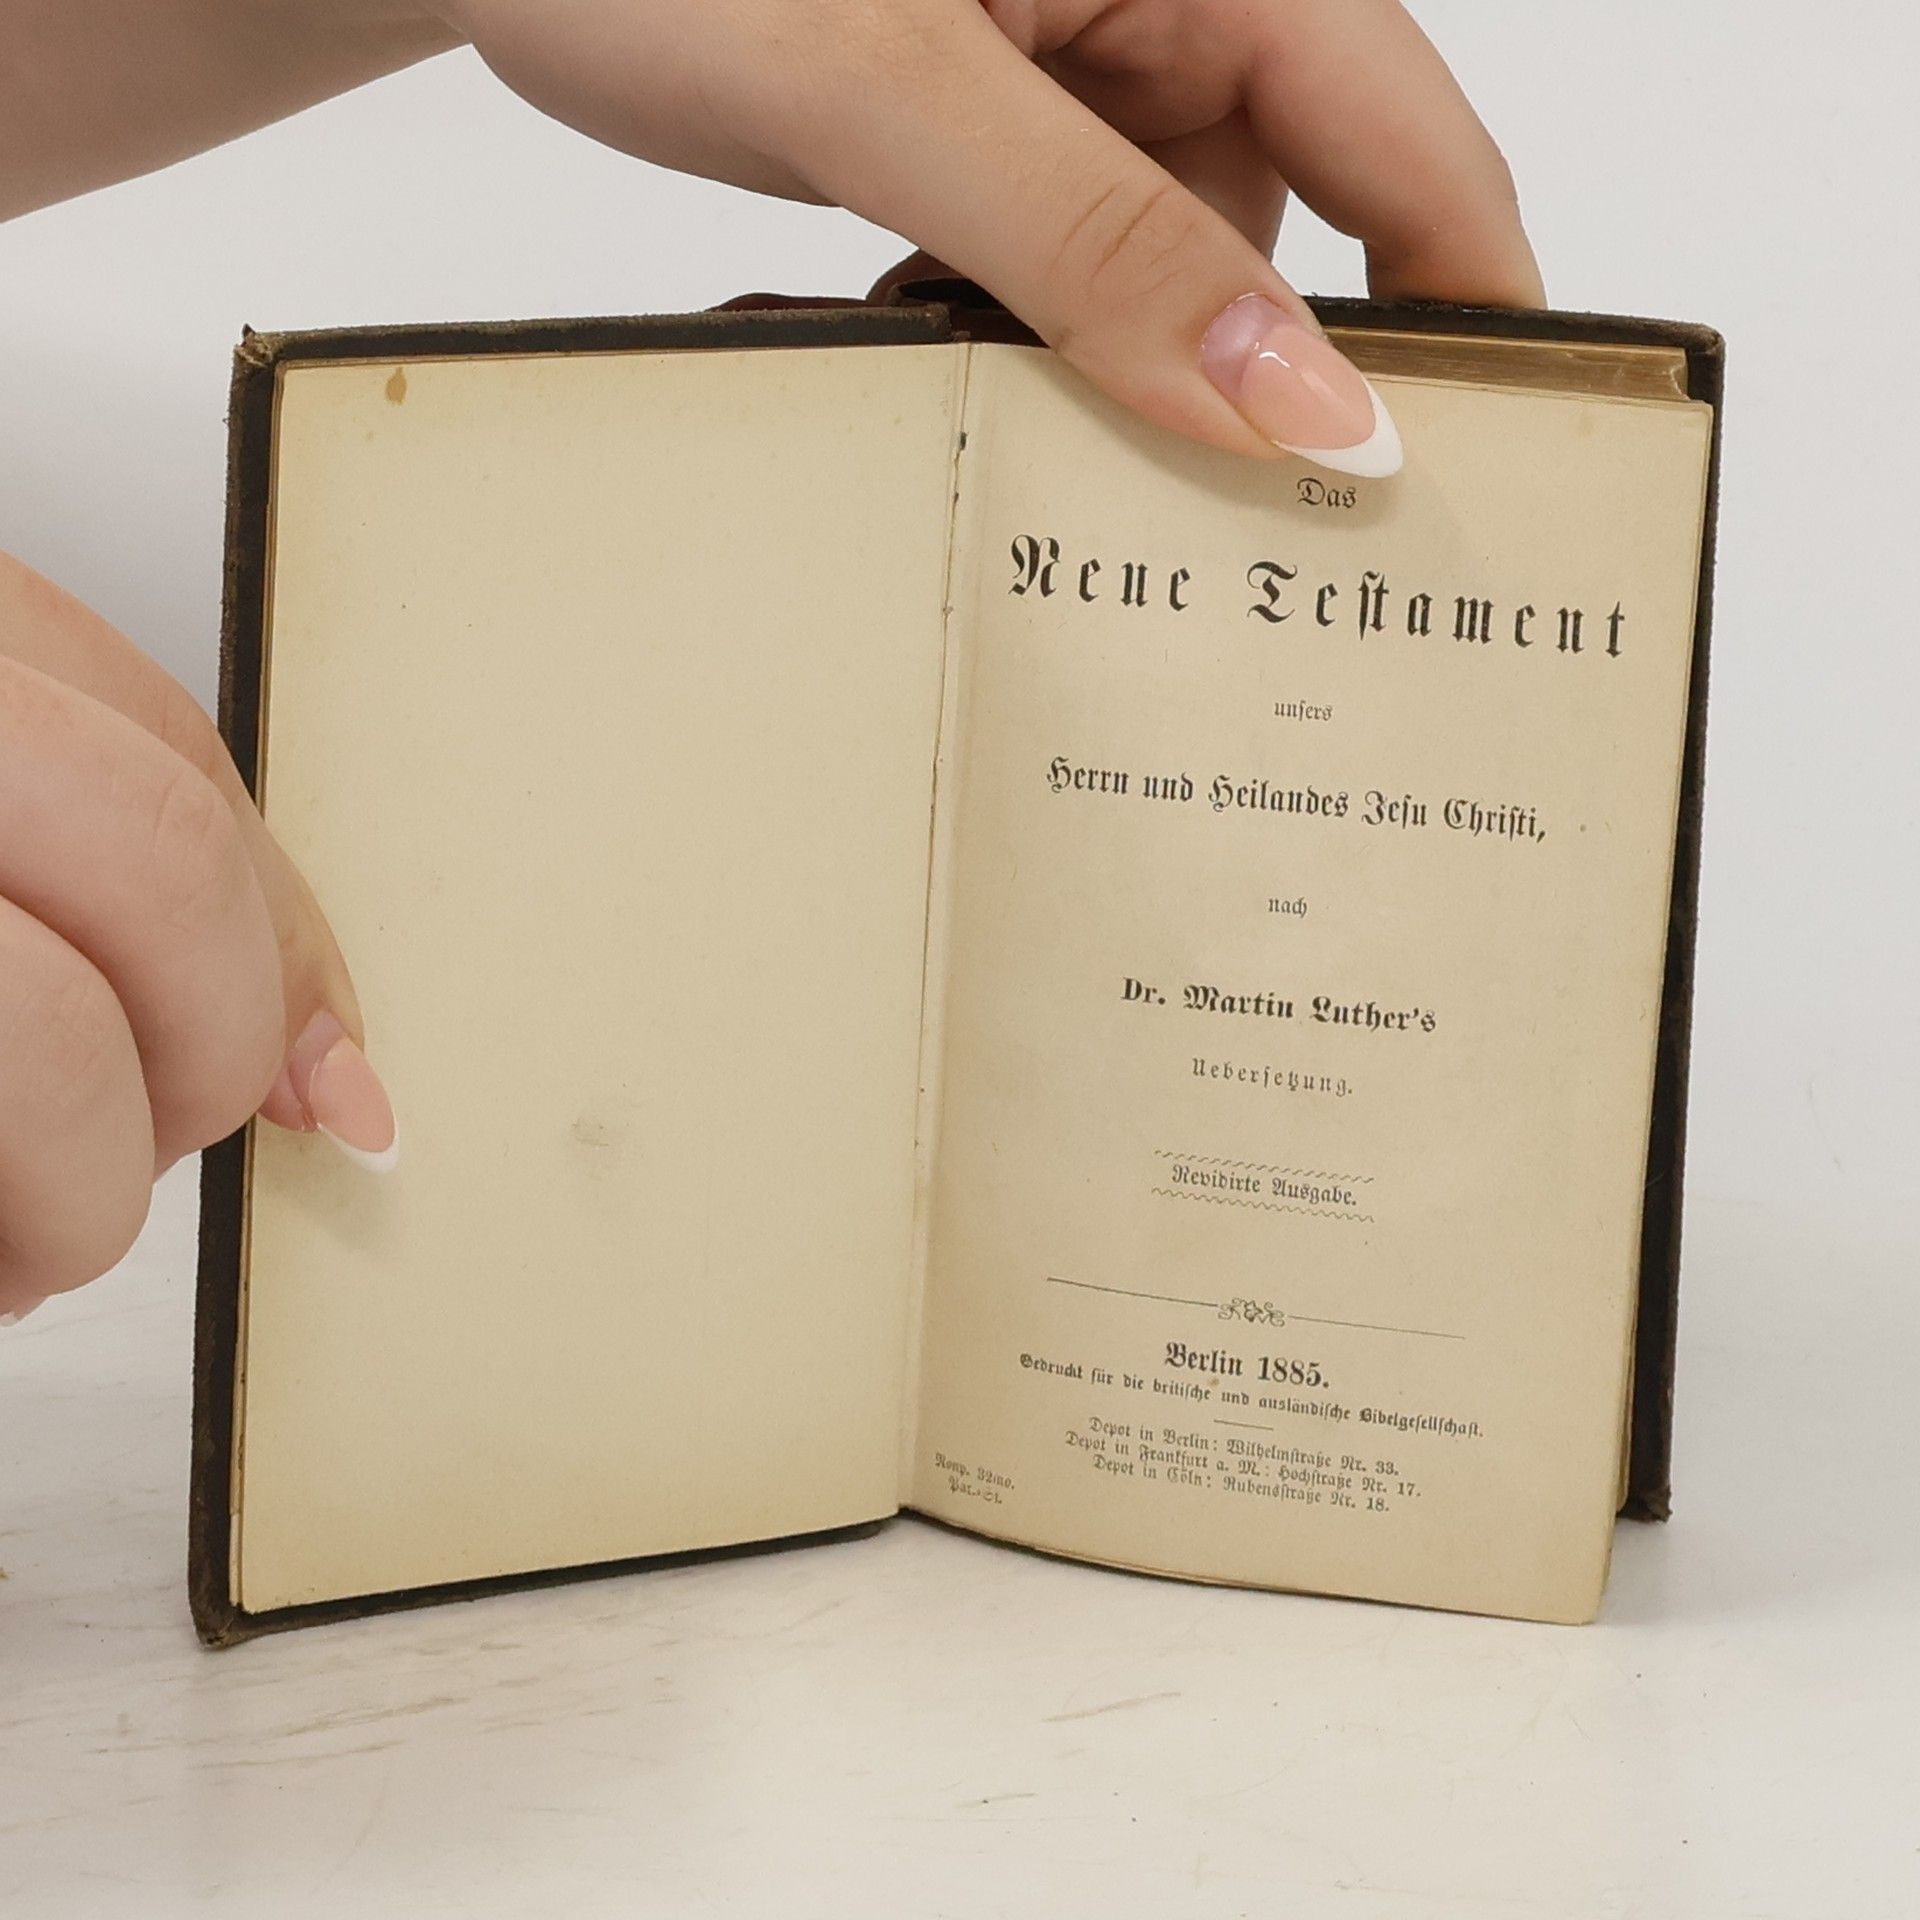 Das
Neue Testament
unsers
Herrn und Heilandes Jesu Christi,
nach
Dr. Martin Luther's
Uebersetzung.
Revidirte Ausgabe.
Berlin 1885.
Gedruckt für die britische und ausländische Bibelgesellschaft.
Depot in Berlin: Wilhelmstraße Nr. 33.
Depot in Frankfurt a. M.: Hochstraße Nr. 17.
Depot in Cöln: Rubensstraße Nr. 18.
Nonp. 32mo.